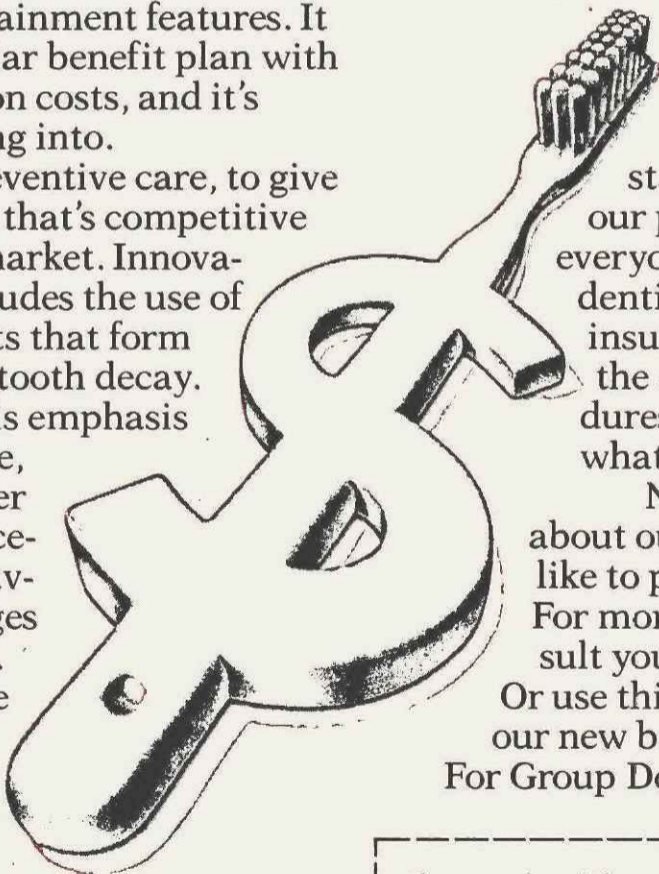 ainment features. It
ar benefit plan with
on costs, and it's
ng into.
eventive care, to give
that's competitive
narket. Innova-
udes the use of
ts that form
tooth decay.
is emphasis
e,
er
ce-
av-
ges
e
st
our p
everyo
denti
insu
the
dures
what
N
about ou
like to p
For mor
sult you
Or use thi
our new b
For Group De